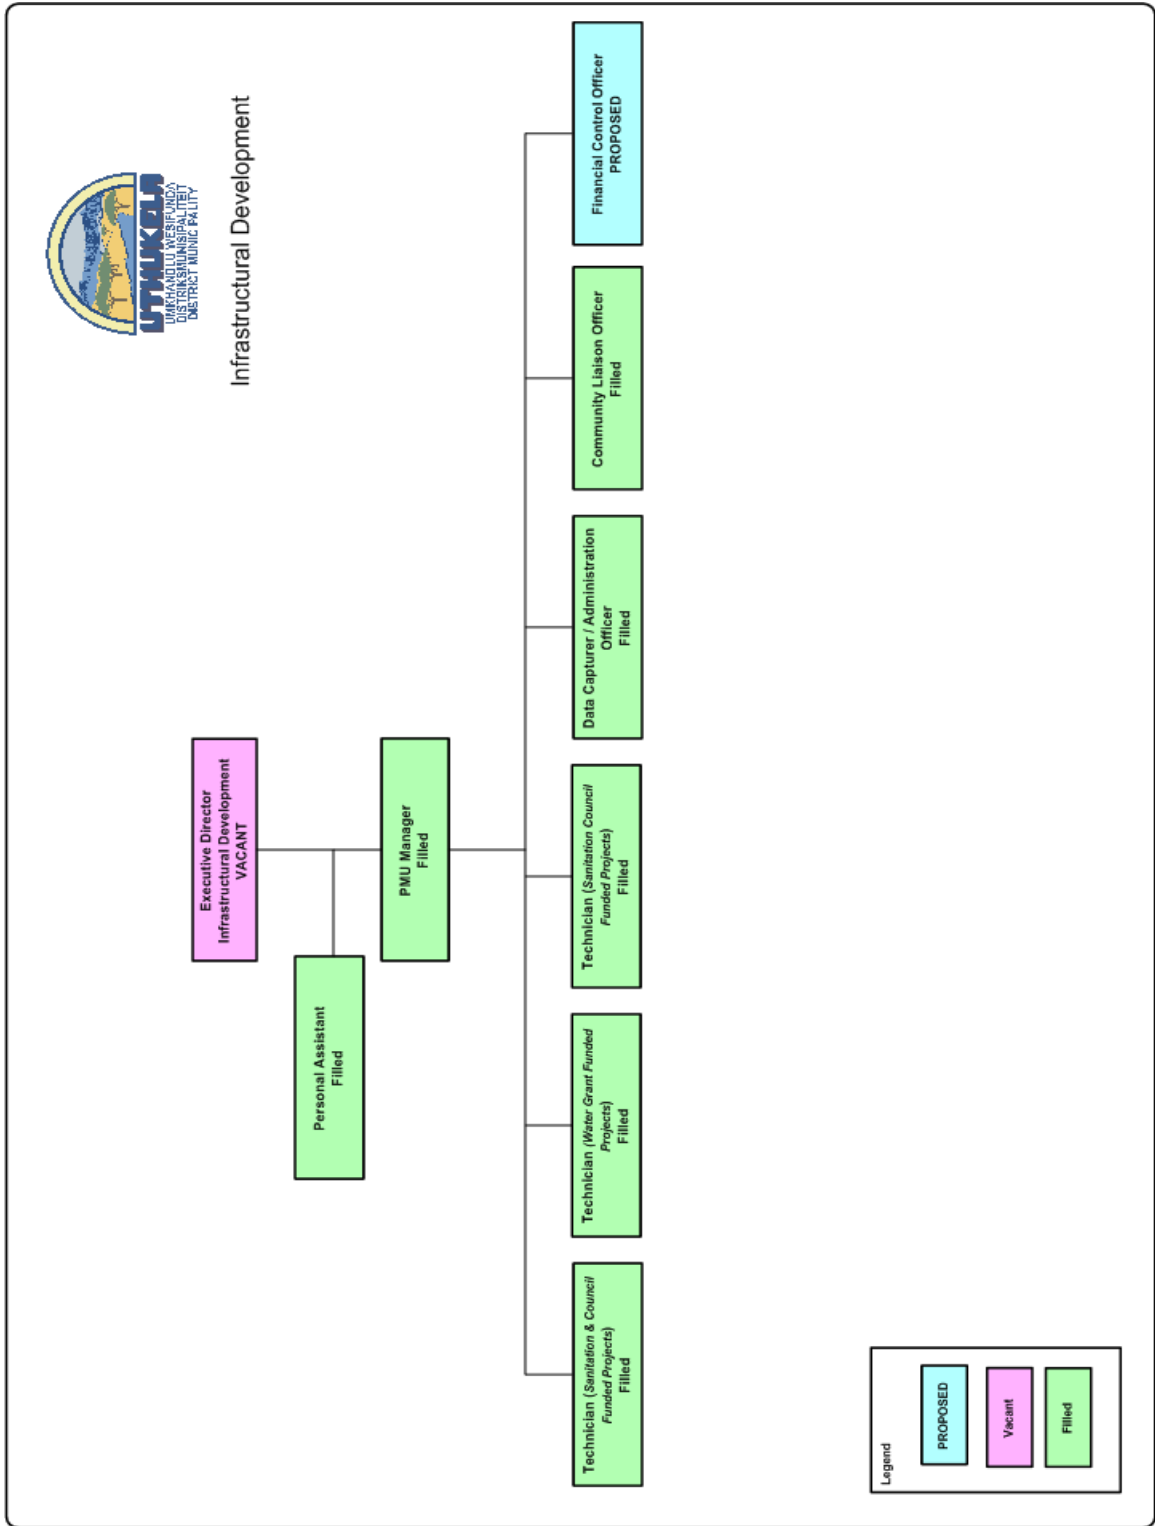 UTHUKELA
UMKHANDLU WESIFUNDA
DISTRIKSMUNISIPALITEIT
DISTRICT MUNICIPALITY
Infrastructural Development
Executive Director
Infrastructural Development
VACANT
Personal Assistant
Filled
PMU Manager
Filled
Technician (Sanitation & Council
Funded Projects)
Filled
Technician (Water Grant Funded
Projects)
Filled
Technician (Sanitation Council
Funded Projects)
Filled
Data Capturer / Administration
Officer
Filled
Community Liaison Officer
Filled
Financial Control Officer
PROPOSED
Legend
PROPOSED
Vacant
Filled